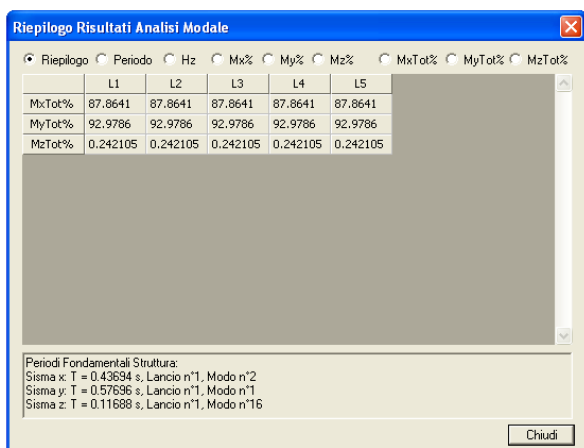 Riepilogo Risultati Analisi Modale
Riepilogo Periodo Hz Mx% My% Mz% MxTot% MyTot% MzTot%
L1 L2 L3 L4 L5
MxTot% 87.8641 87.8641 87.8641 87.8641 87.8641
MyTot% 92.9786 92.9786 92.9786 92.9786 92.9786
MzTot% 0.242105 0.242105 0.242105 0.242105 0.242105
Periodi Fondamentali Struttura:
Sisma x: T = 0.43694 s, Lancio n°1, Modo n°2
Sisma y: T = 0.57696 s, Lancio n°1, Modo n°1
Sisma z: T = 0.11688 s, Lancio n°1, Modo n°16
Chiudi